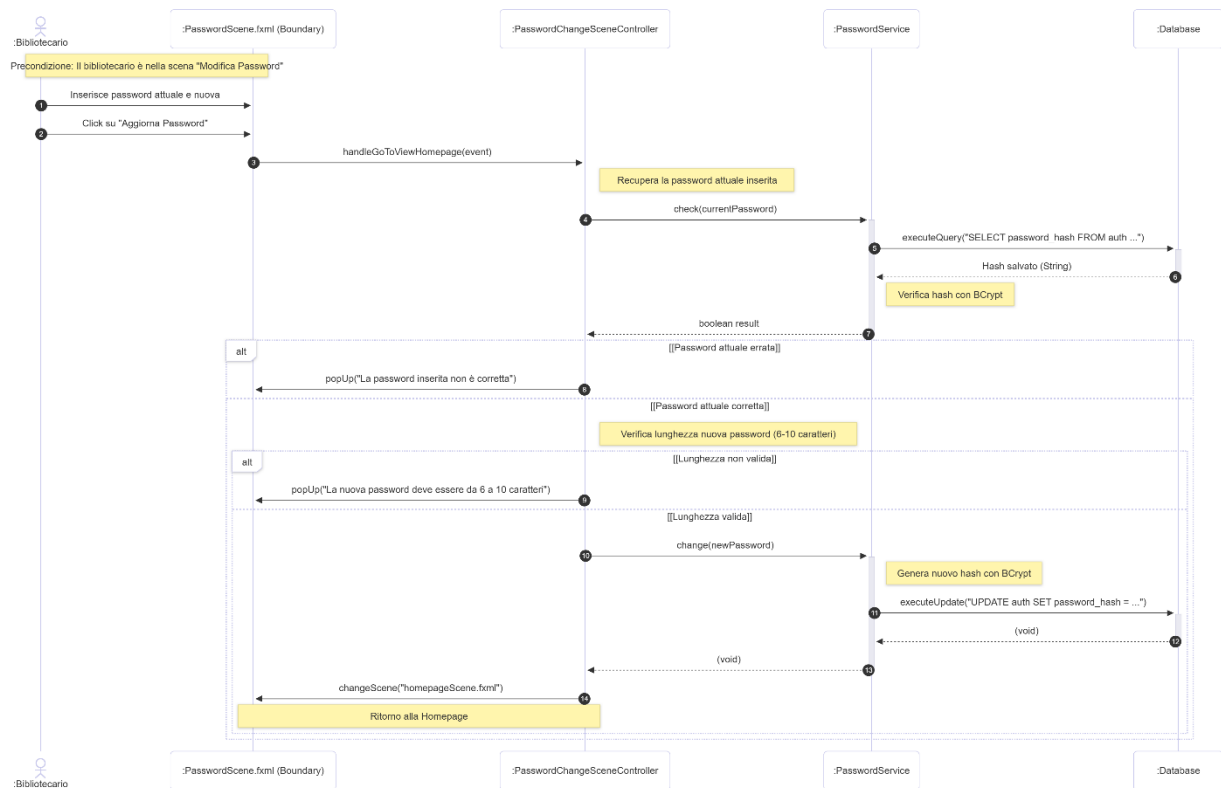 :Bibliotecario
:PasswordScene.fxml (Boundary)
:PasswordChangeSceneController
:PasswordService
:Database
Precondizione: Il bibliotecario è nella scena "Modifica Password"
1 Inserisce password attuale e nuova
2 Click su "Aggiorna Password"
3 handleGoToViewHomepage(event)
Recupera la password attuale inserita
4 check(currentPassword)
5 executeQuery("SELECT password_hash FROM auth ...")
Hash salvato (String) 6
Verifica hash con BCrypt
boolean result 7
alt
[[Password attuale errata]]
popUp("La password inserita non è corretta") 8
[[Password attuale corretta]]
Verifica lunghezza nuova password (6-10 caratteri)
alt
[[Lunghezza non valida]]
popUp("La nuova password deve essere da 6 a 10 caratteri") 9
[[Lunghezza valida]]
10 change(newPassword)
Genera nuovo hash con BCrypt
11 executeUpdate("UPDATE auth SET password_hash = ...")
(void) 12
(void) 13
changeScene("homepageScene.fxml") 14
Ritorno alla Homepage
:Bibliotecario
:PasswordScene.fxml (Boundary)
:PasswordChangeSceneController
:PasswordService
:Database